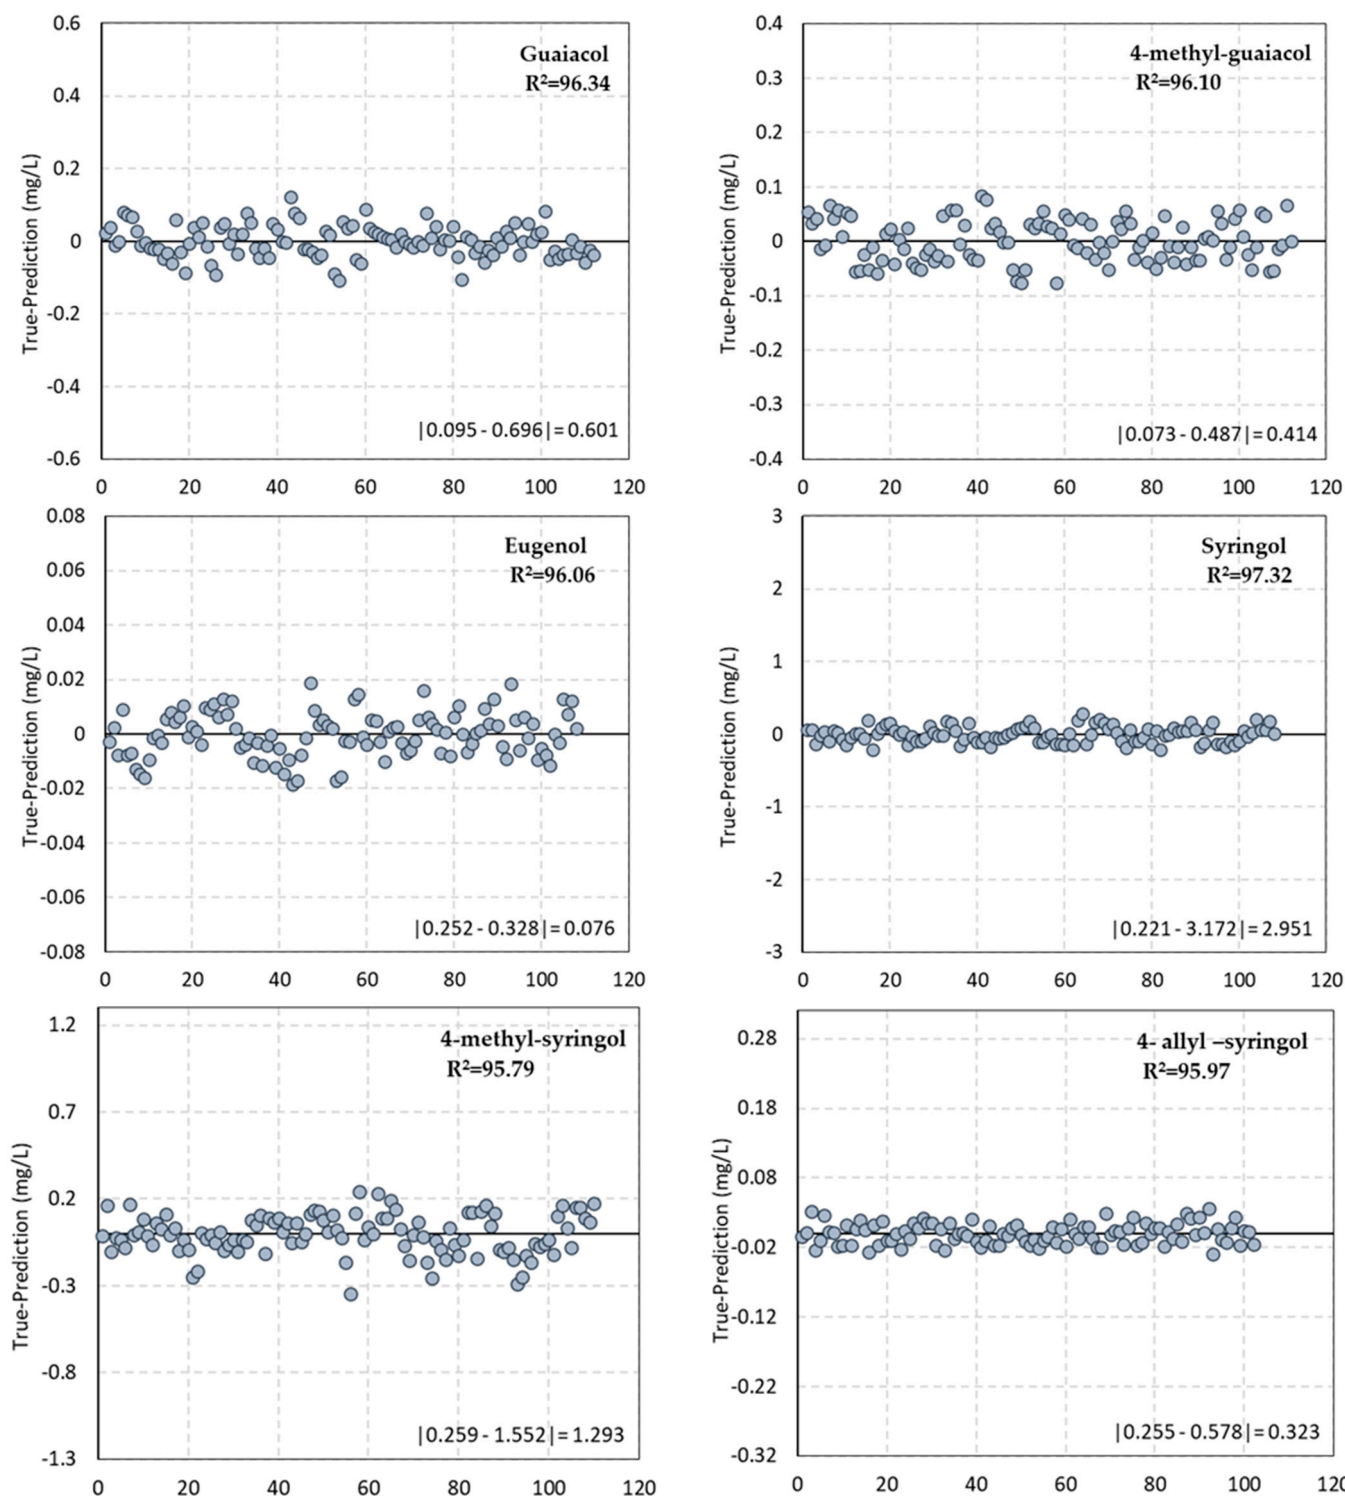 Guaiacol
R²=96.34
True-Prediction (mg/L)
0.6
0.4
0.2
0
-0.2
-0.4
-0.6
|0.095 - 0.696|= 0.601
0 20 40 60 80 100 120
4-methyl-guaiacol
R²=96.10
True-Prediction (mg/L)
0.4
0.3
0.2
0.1
0
-0.1
-0.2
-0.3
-0.4
|0.073 - 0.487|= 0.414
0 20 40 60 80 100 120
Eugenol
R²=96.06
True-Prediction (mg/L)
0.08
0.06
0.04
0.02
0
-0.02
-0.04
-0.06
-0.08
|0.252 - 0.328|= 0.076
0 20 40 60 80 100 120
Syringol
R²=97.32
True-Prediction (mg/L)
3
2
1
0
-1
-2
-3
|0.221 - 3.172|= 2.951
0 20 40 60 80 100 120
4-methyl-syringol
R²=95.79
True-Prediction (mg/L)
1.2
0.7
0.2
-0.3
-0.8
-1.3
|0.259 - 1.552|= 1.293
0 20 40 60 80 100 120
4- allyl –syringol
R²=95.97
True-Prediction (mg/L)
0.28
0.18
0.08
-0.02
-0.12
-0.22
-0.32
|0.255 - 0.578|= 0.323
0 20 40 60 80 100 120